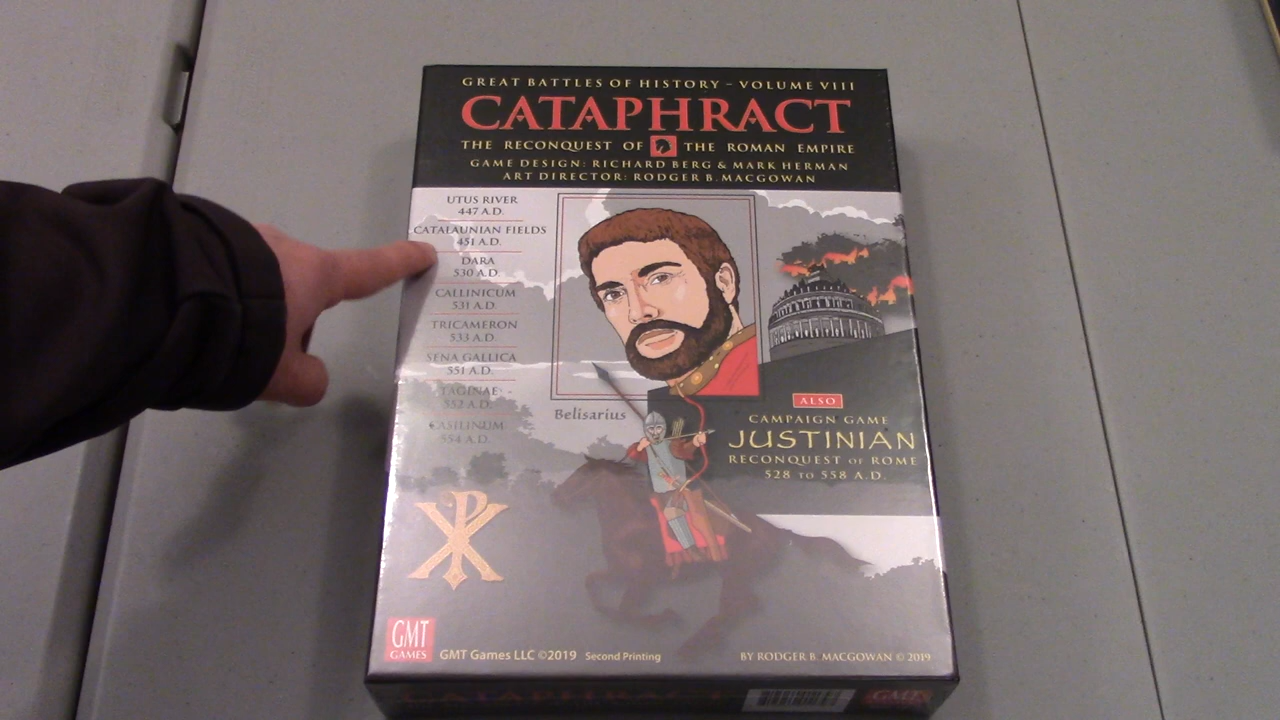 GREAT BATTLES OF HISTORY – VOLUME VIII
CATAPHRACT
THE RECONQUEST OF THE ROMAN EMPIRE
GAME DESIGN: RICHARD BERG & MARK HERMAN
ART DIRECTOR: RODGER B. MACGOWAN
UTUS RIVER
447 A.D.
CATALAUNIAN FIELDS
451 A.D.
DARA
530 A.D.
CALLINICUM
531 A.D.
TRICAMERON
533 A.D.
SENA GALLICA
551 A.D.
TAGINAE
552 A.D.
CASILINUM
554 A.D.
Belisarius
ALSO
CAMPAIGN GAME
JUSTINIAN
RECONQUEST OF ROME
528 TO 558 A.D.
GMT
GAMES
GMT Games LLC ©2019 Second Printing
BY RODGER B. MACGOWAN © 2019
CATAPHRACT
GMT
GAMES